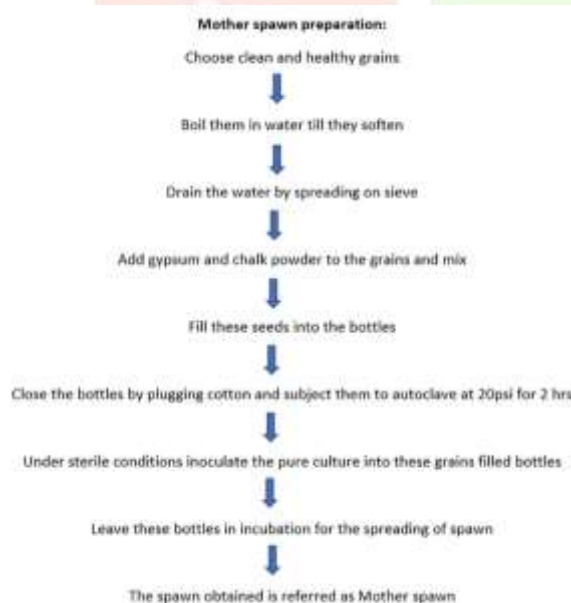 Mother spawn preparation:
Choose clean and healthy grains
Boil them in water till they soften
Drain the water by spreading on sieve
Add gypsum and chalk powder to the grains and mix
Fill these seeds into the bottles
Close the bottles by plugging cotton and subject them to autoclave at 20psi for 2 hrs
Under sterile conditions inoculate the pure culture into these grains filled bottles
Leave these bottles in incubation for the spreading of spawn
The spawn obtained is referred as Mother spawn